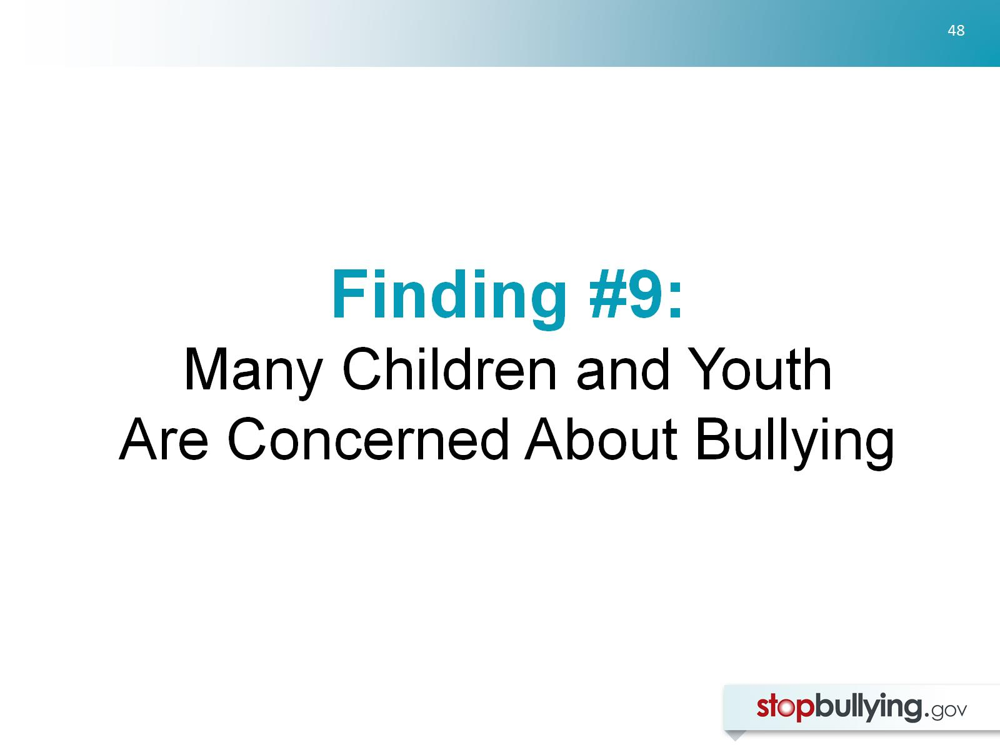 48
Finding #9:
Many Children and Youth
Are Concerned About Bullying
stopbullying.gov